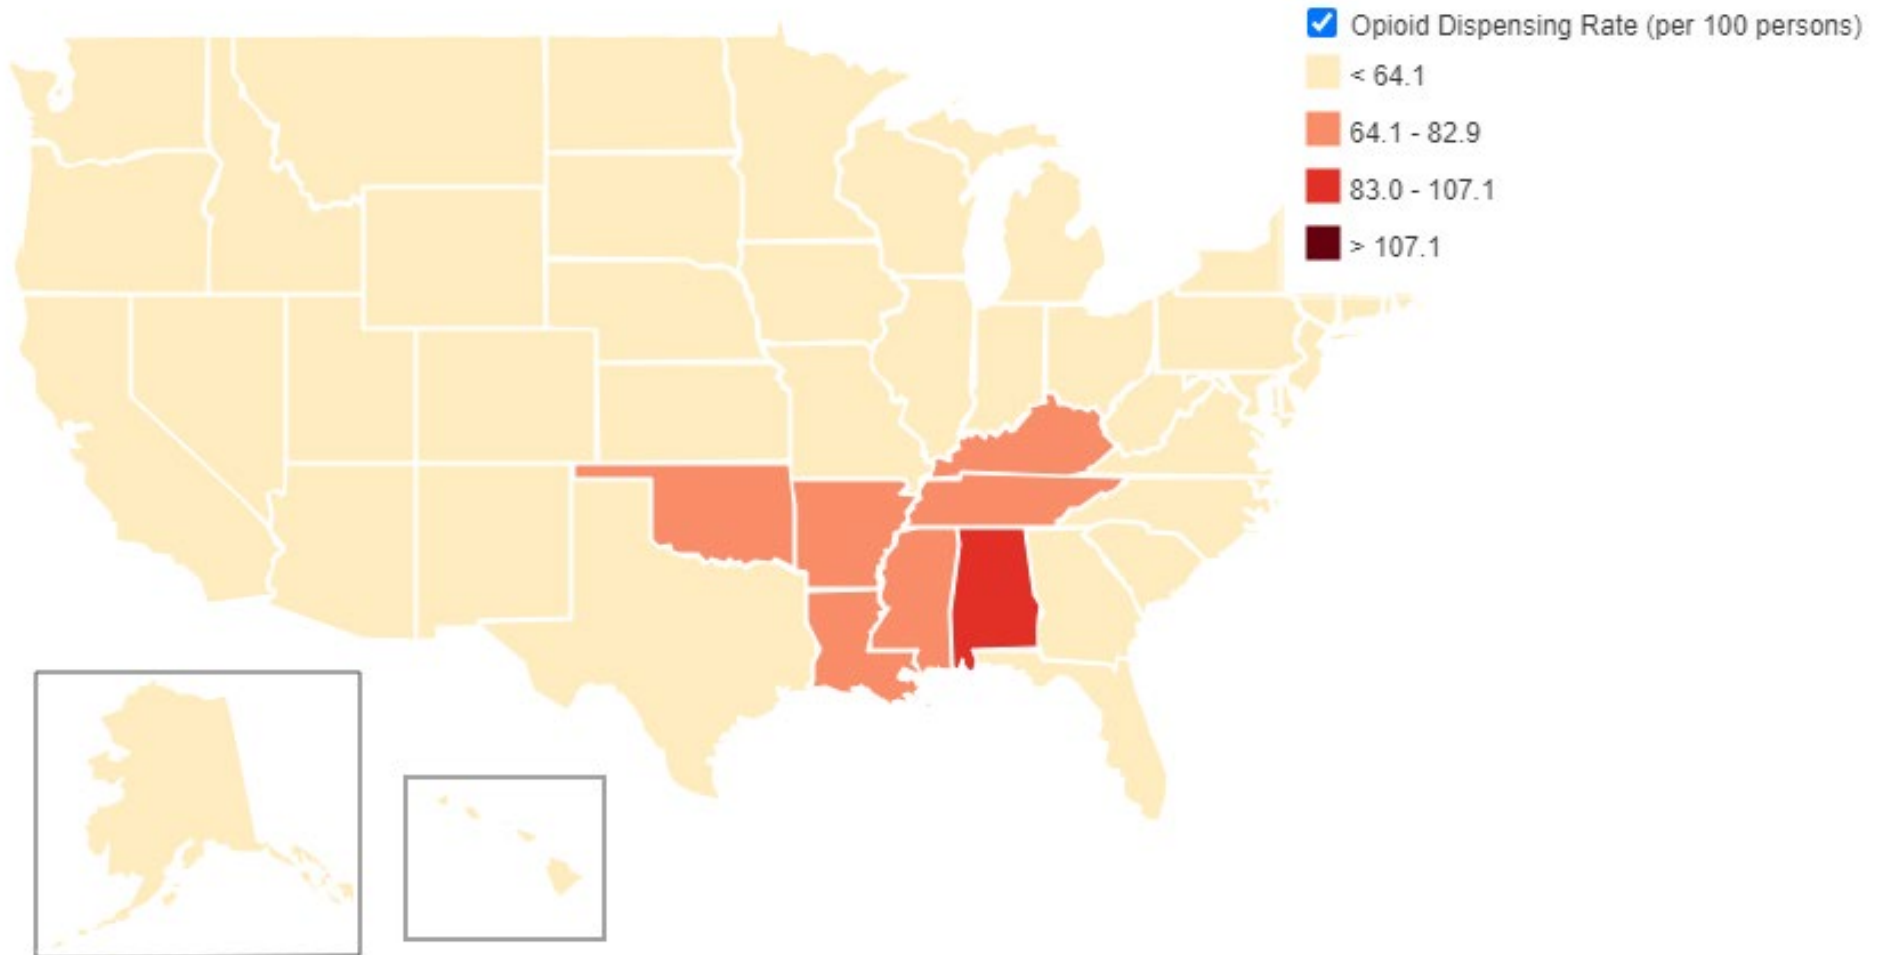 Opioid Dispensing Rate (per 100 persons)
< 64.1
64.1 - 82.9
83.0 - 107.1
> 107.1